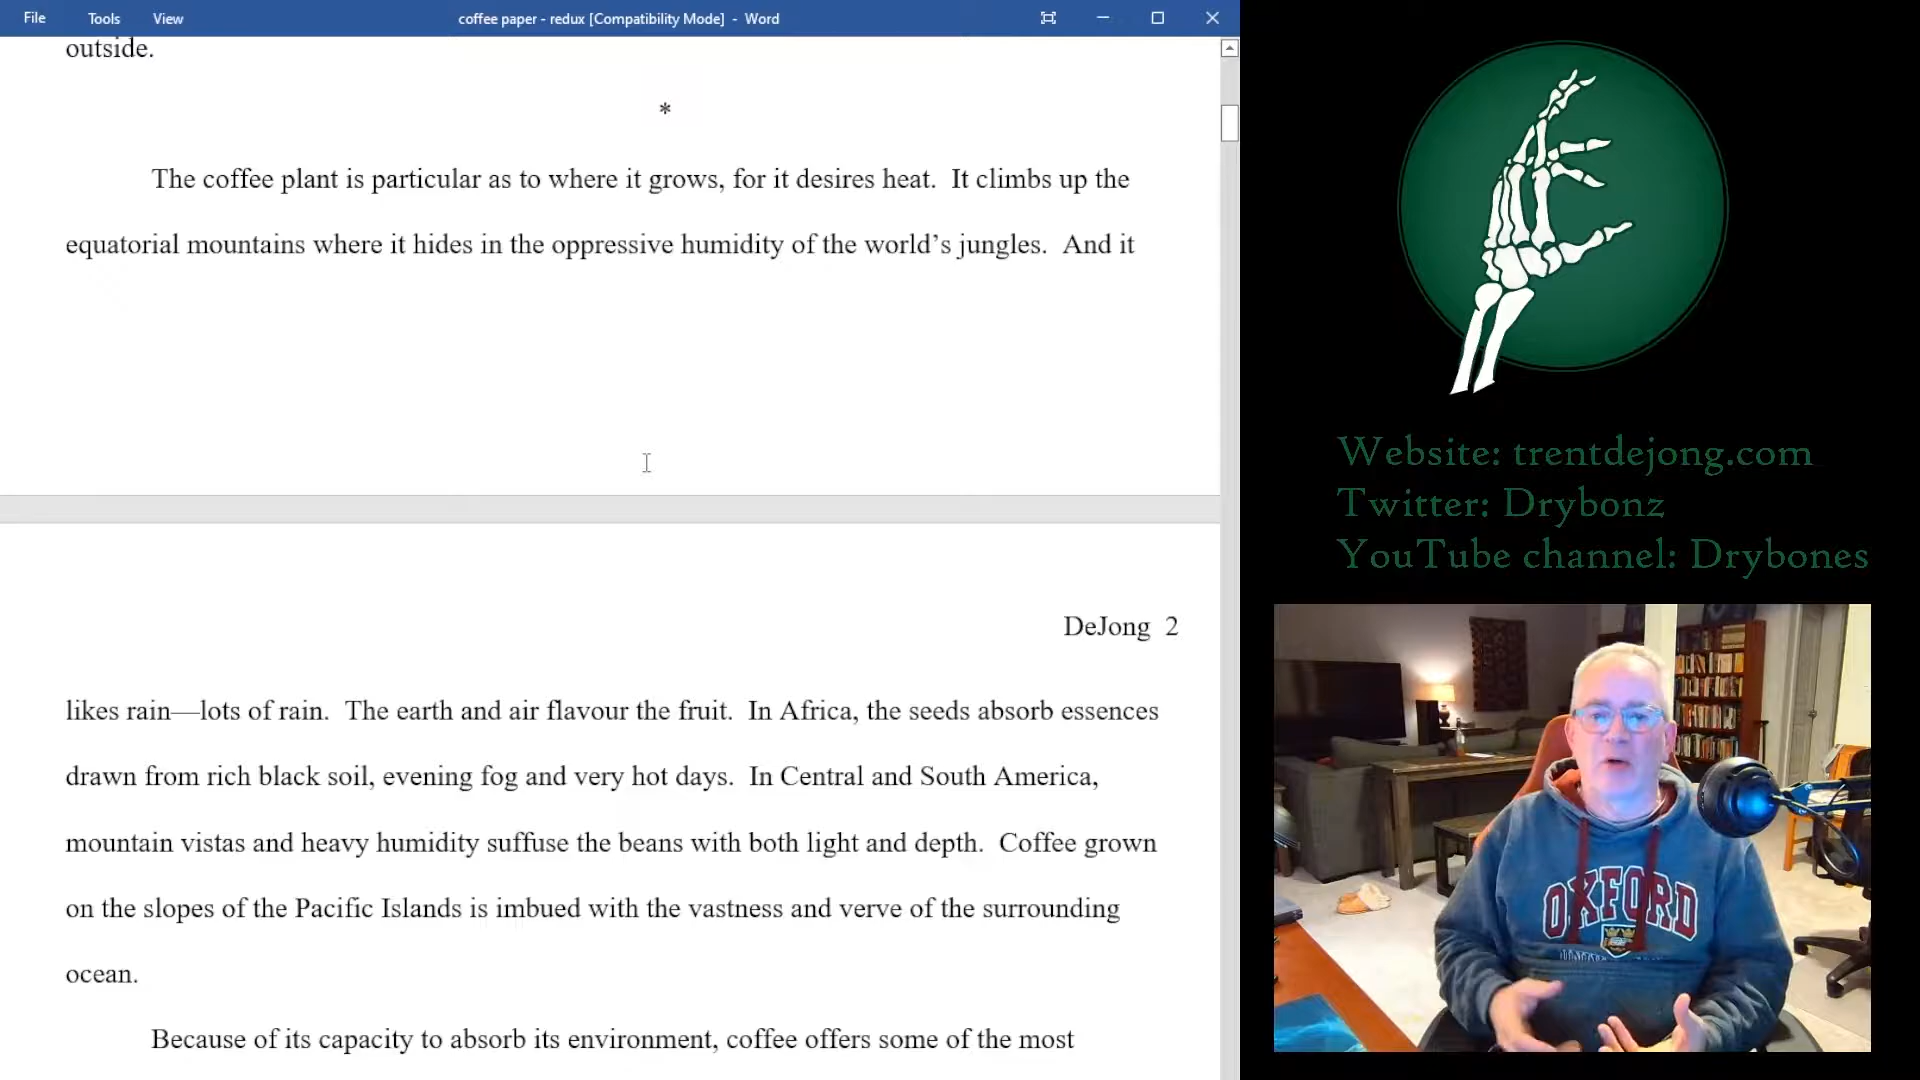 File Tools View coffee paper - redux [Compatibility Mode] - Word
outside.
*
The coffee plant is particular as to where it grows, for it desires heat.  It climbs up the
equatorial mountains where it hides in the oppressive humidity of the world’s jungles.  And it
DeJong  2
likes rain—lots of rain.  The earth and air flavour the fruit.  In Africa, the seeds absorb essences
drawn from rich black soil, evening fog and very hot days.  In Central and South America,
mountain vistas and heavy humidity suffuse the beans with both light and depth.  Coffee grown
on the slopes of the Pacific Islands is imbued with the vastness and verve of the surrounding
ocean.
Because of its capacity to absorb its environment, coffee offers some of the most
Website: trentdejong.com
Twitter: Drybonz
YouTube channel: Drybones
OXFORD